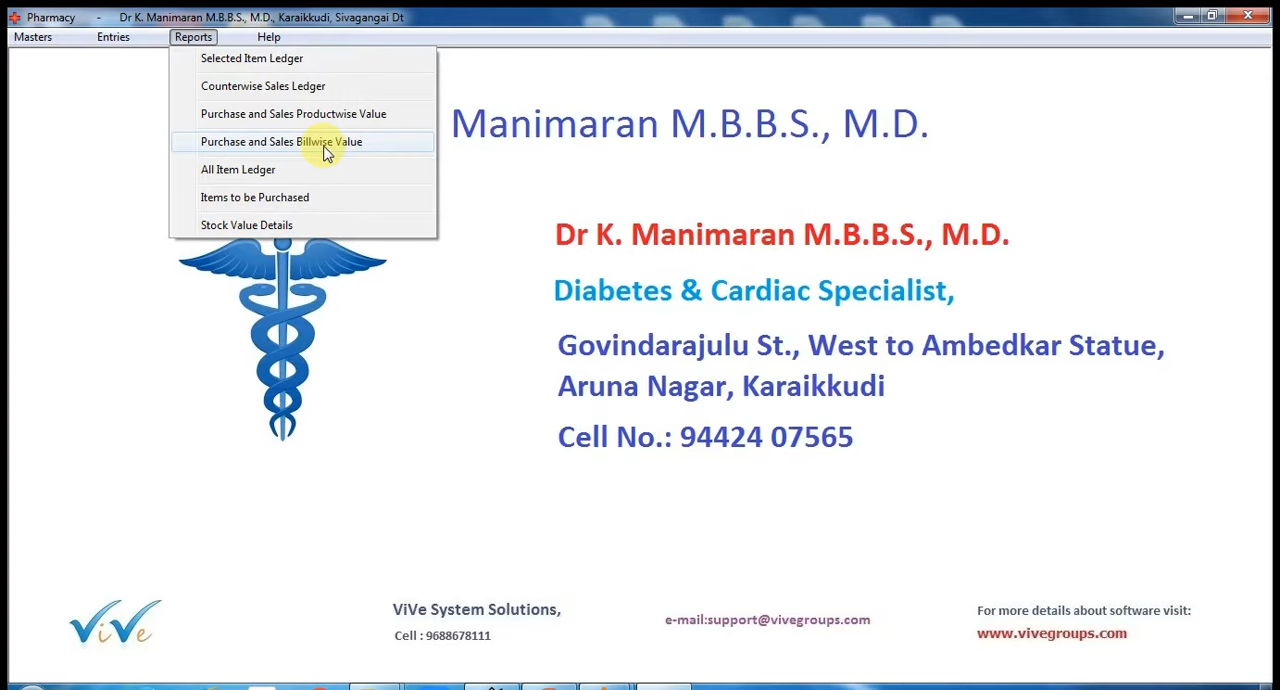 Pharmacy - Dr K. Manimaran M.B.B.S., M.D., Karaikkudi, Sivagangai Dt
Masters Entries Reports Help
Selected Item Ledger
Counterwise Sales Ledger
Purchase and Sales Productwise Value
Purchase and Sales Billwise Value
All Item Ledger
Items to be Purchased
Stock Value Details
Manimaran M.B.B.S., M.D.
Dr K. Manimaran M.B.B.S., M.D.
Diabetes & Cardiac Specialist,
Govindarajulu St., West to Ambedkar Statue,
Aruna Nagar, Karaikkudi
Cell No.: 94424 07565
ViVe
ViVe System Solutions,
Cell : 9688678111
e-mail:support@vivegroups.com
For more details about software visit:
www.vivegroups.com